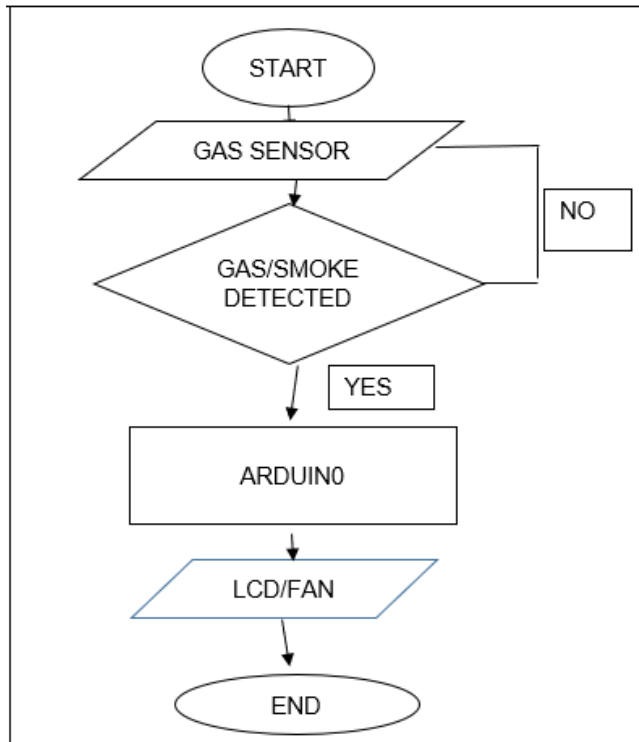 START
GAS SENSOR
NO
GAS/SMOKE
DETECTED
YES
ARDUIN0
LCD/FAN
END